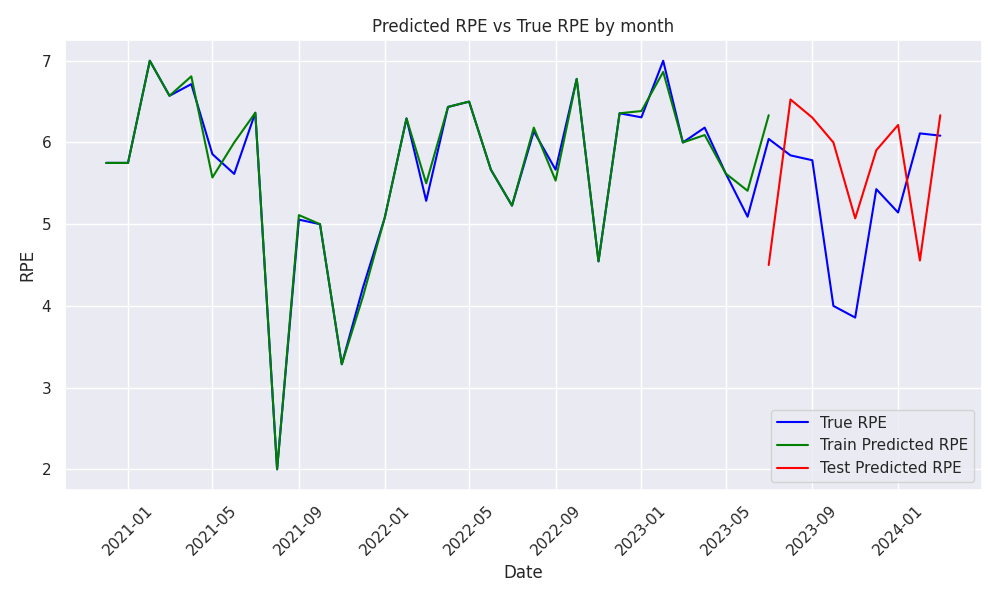 Predicted RPE vs True RPE by month
RPE
7
6
5
4
3
2
True RPE
Train Predicted RPE
Test Predicted RPE
2021-01
2021-05
2021-09
2022-01
2022-05
2022-09
2023-01
2023-05
2023-09
2024-01
Date